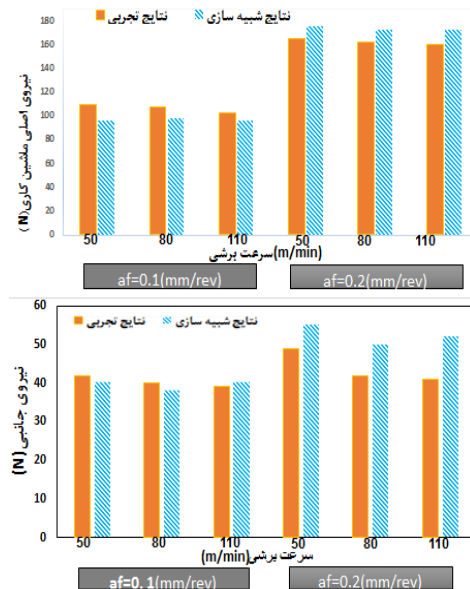 نتایج تجربی نتایج شبیه سازی
نیروی اصلی ماشین کاری(N)
180
160
140
120
100
80
60
40
20
0
50 80 110 50 80 110
سرعت برشی(m/min)
af=0.1(mm/rev) af=0.2(mm/rev)
نتایج تجربی نتایج شبیه سازی
نیروی جانبی (N)
60
50
40
30
20
10
0
50 80 110 50 80 110
سرعت برشی(m/min)
af=0.1(mm/rev) af=0.2(mm/rev)